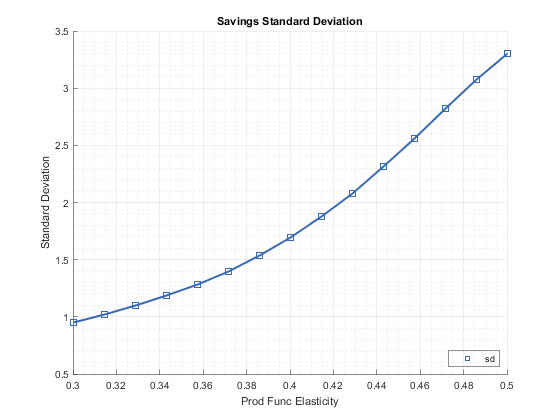 Savings Standard Deviation
3.5
3
2.5
2
1.5
1
0.5
Standard Deviation
0.3 0.32 0.34 0.36 0.38 0.4 0.42 0.44 0.46 0.48 0.5
Prod Func Elasticity
sd